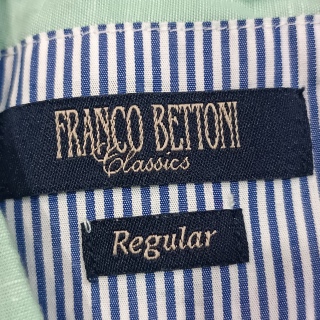 FRANCO BETTONI
Classics
Regular